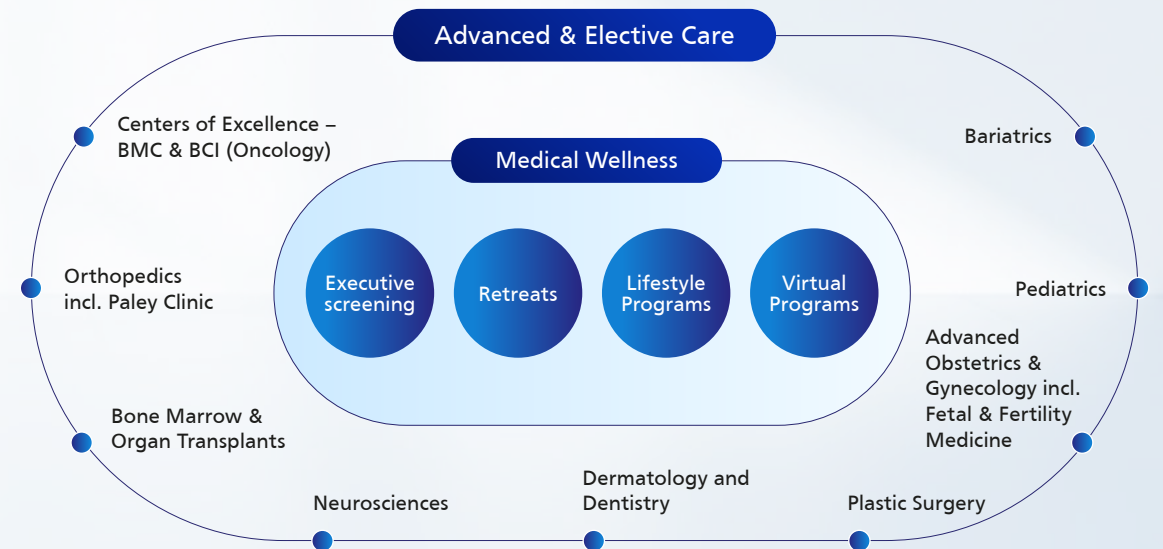 Advanced & Elective Care
Centers of Excellence –
BMC & BCI (Oncology)
Bariatrics
Medical Wellness
Executive
screening
Retreats
Lifestyle
Programs
Virtual
Programs
Orthopedics
incl. Paley Clinic
Pediatrics
Advanced
Obstetrics &
Gynecology incl.
Fetal & Fertility
Medicine
Bone Marrow &
Organ Transplants
Neurosciences
Dermatology and
Dentistry
Plastic Surgery